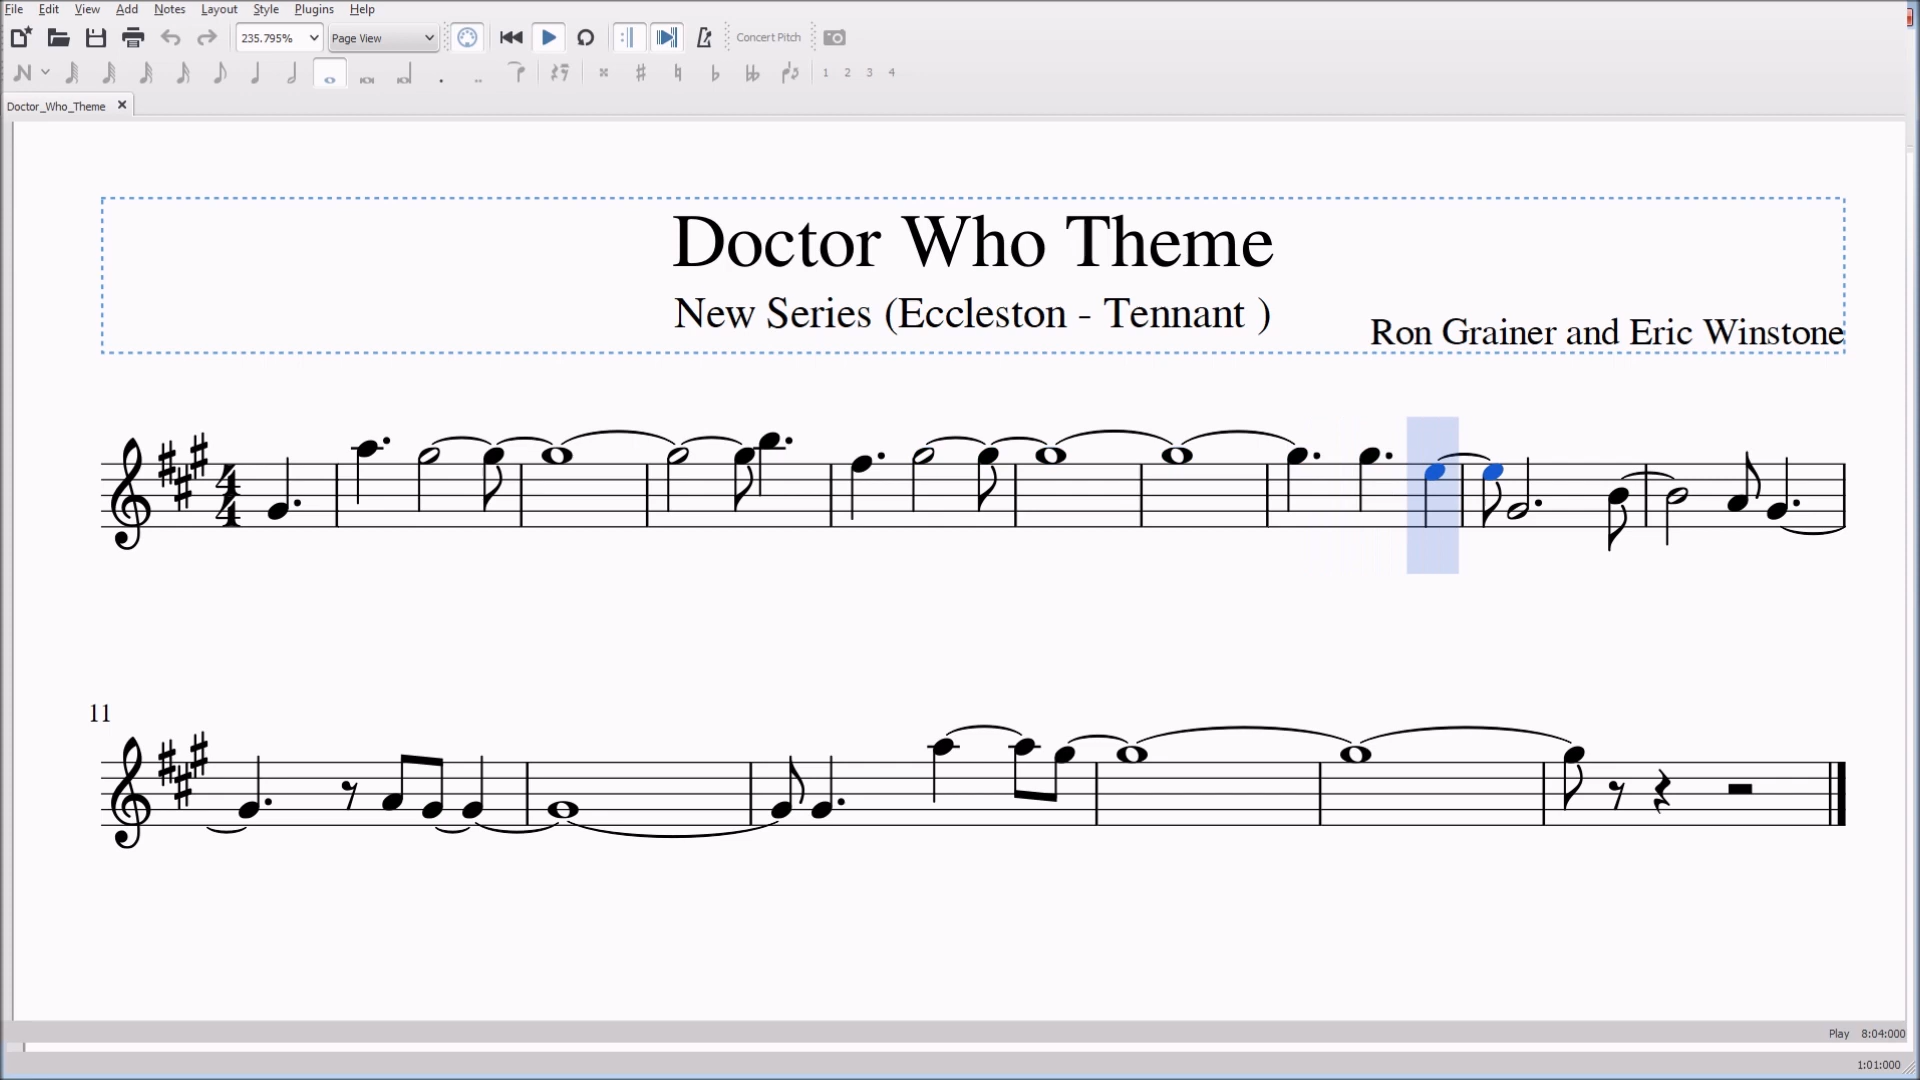 File Edit View Add Notes Layout Style Plugins Help
235.795% Page View Concert Pitch
1 2 3 4
Doctor_Who_Theme
Doctor Who Theme
New Series (Eccleston - Tennant )
Ron Grainer and Eric Winstone
4
4
11
Play 8:04:000
1:01:000